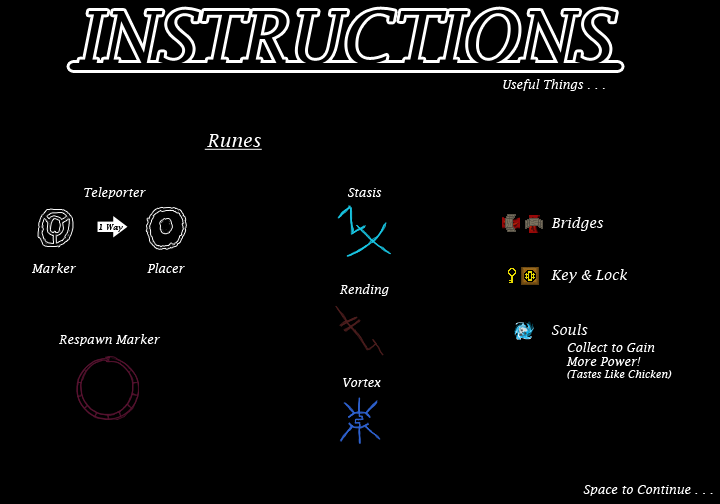 INSTRUCTIONS
Useful Things . . .
Runes
Teleporter
1 Way
Marker
Placer
Respawn Marker
Stasis
Rending
Vortex
Bridges
Key & Lock
Souls
Collect to Gain
More Power!
(Tastes Like Chicken)
Space to Continue . . .